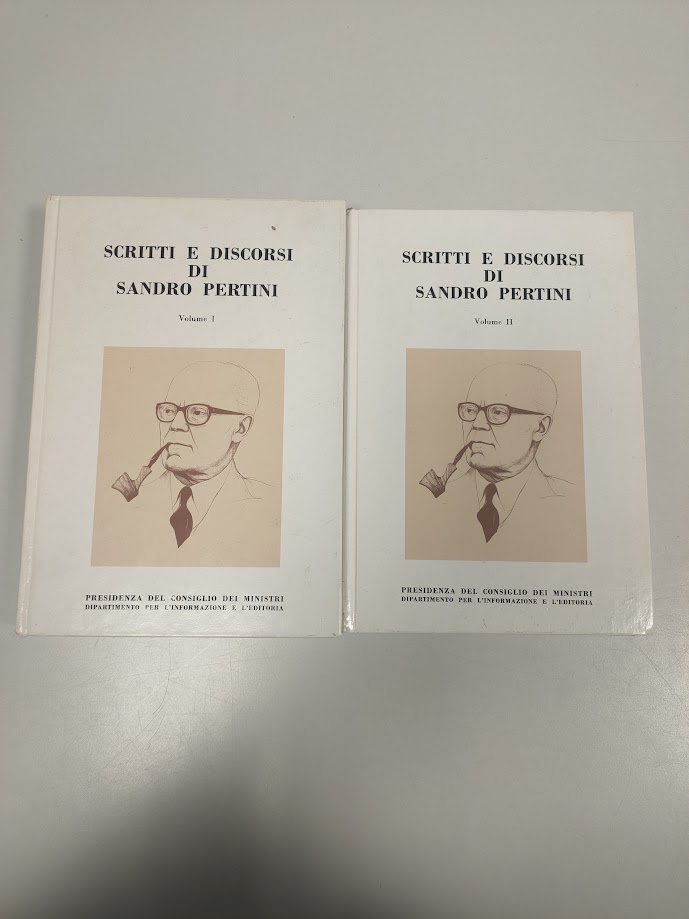 SCRITTI E DISCORSI
DI
SANDRO PERTINI
Volume I
PRESIDENZA DEL CONSIGLIO DEI MINISTRI
DIPARTIMENTO PER L'INFORMAZIONE E L'EDITORIA
SCRITTI E DISCORSI
DI
SANDRO PERTINI
Volume II
PRESIDENZA DEL CONSIGLIO DEI MINISTRI
DIPARTIMENTO PER L'INFORMAZIONE E L'EDITORIA